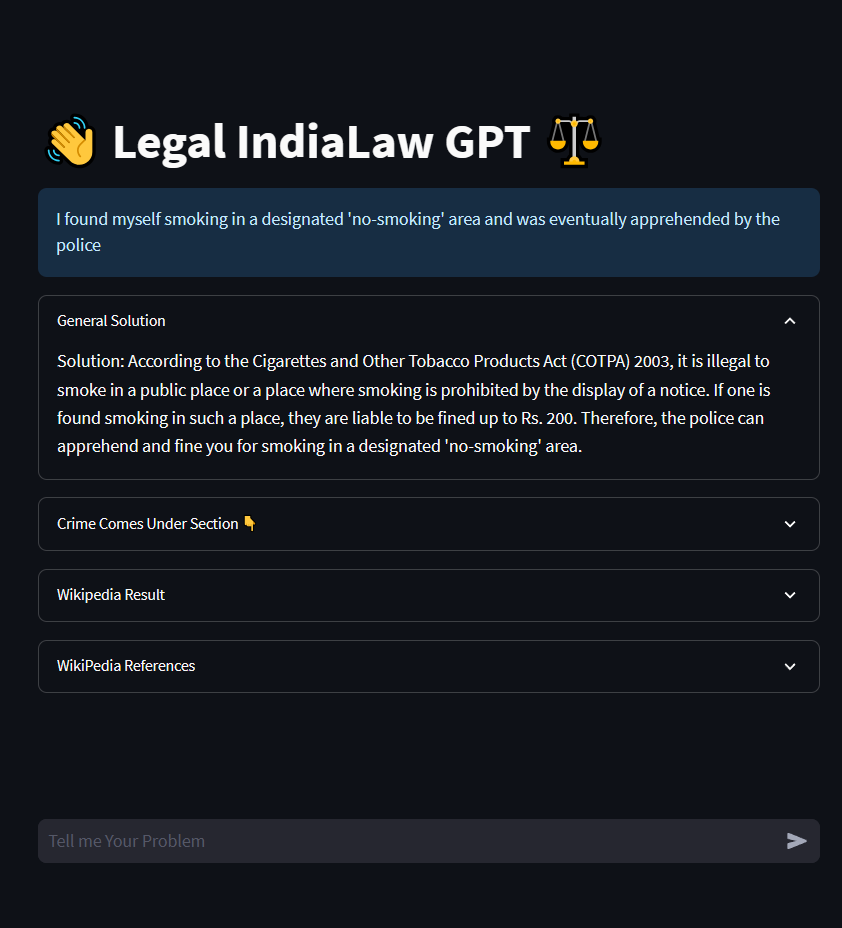 👋 Legal IndiaLaw GPT ⚖️
I found myself smoking in a designated 'no-smoking' area and was eventually apprehended by the
police
General Solution
Solution: According to the Cigarettes and Other Tobacco Products Act (COTPA) 2003, it is illegal to
smoke in a public place or a place where smoking is prohibited by the display of a notice. If one is
found smoking in such a place, they are liable to be fined up to Rs. 200. Therefore, the police can
apprehend and fine you for smoking in a designated 'no-smoking' area.
Crime Comes Under Section 👇
Wikipedia Result
WikiPedia References
Tell me Your Problem